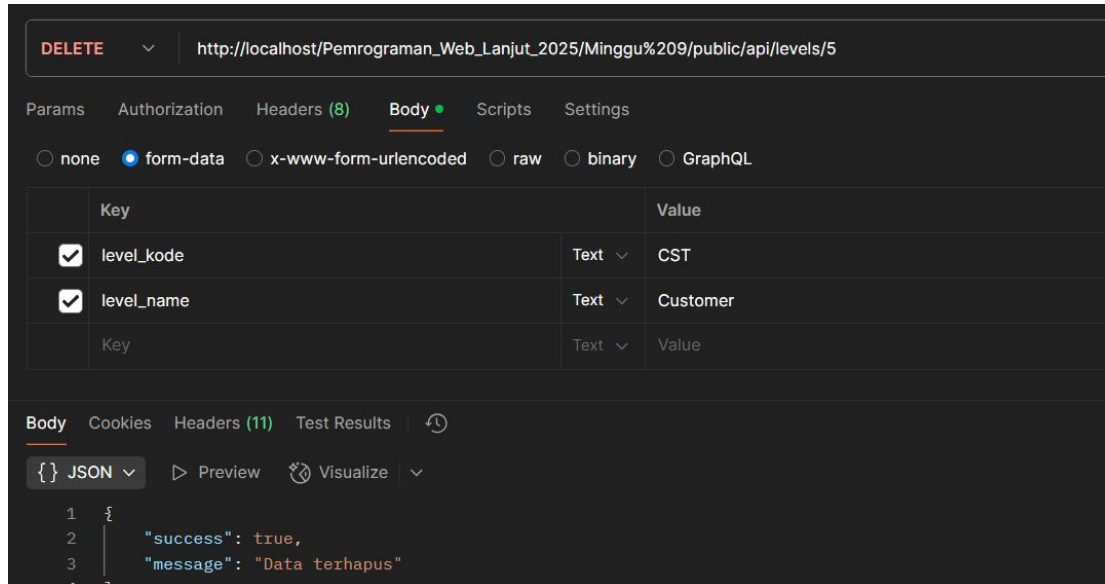 DELETE http://localhost/Pemrograman_Web_Lanjut_2025/Minggu%209/public/api/levels/5
Params Authorization Headers (8) Body Scripts Settings
none form-data x-www-form-urlencoded raw binary GraphQL
Key Value
level_kode Text CST
level_name Text Customer
Key Text Value
Body Cookies Headers (11) Test Results
{} JSON Preview Visualize
1 {
2 "success": true,
3 "message": "Data terhapus"